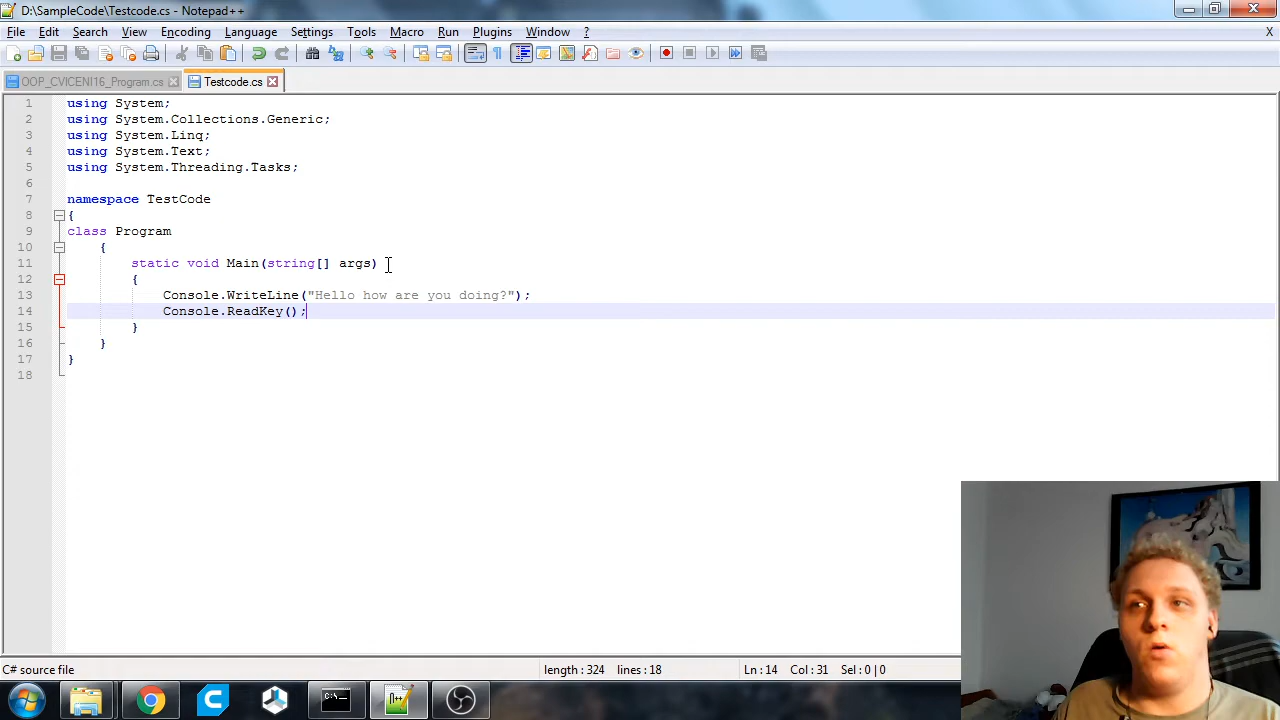 D:\SampleCode\Testcode.cs - Notepad++
File Edit Search View Encoding Language Settings Tools Macro Run Plugins Window ? X
OOP_CVICENI16_Program.cs Testcode.cs
1 using System;
2 using System.Collections.Generic;
3 using System.Linq;
4 using System.Text;
5 using System.Threading.Tasks;
6
7 namespace TestCode
8 {
9 class Program
10 {
11 static void Main(string[] args)
12 {
13 Console.WriteLine("Hello how are you doing?");
14 Console.ReadKey();
15 }
16 }
17 }
18
C# source file length : 324 lines : 18 Ln : 14 Col : 31 Sel : 0 | 0